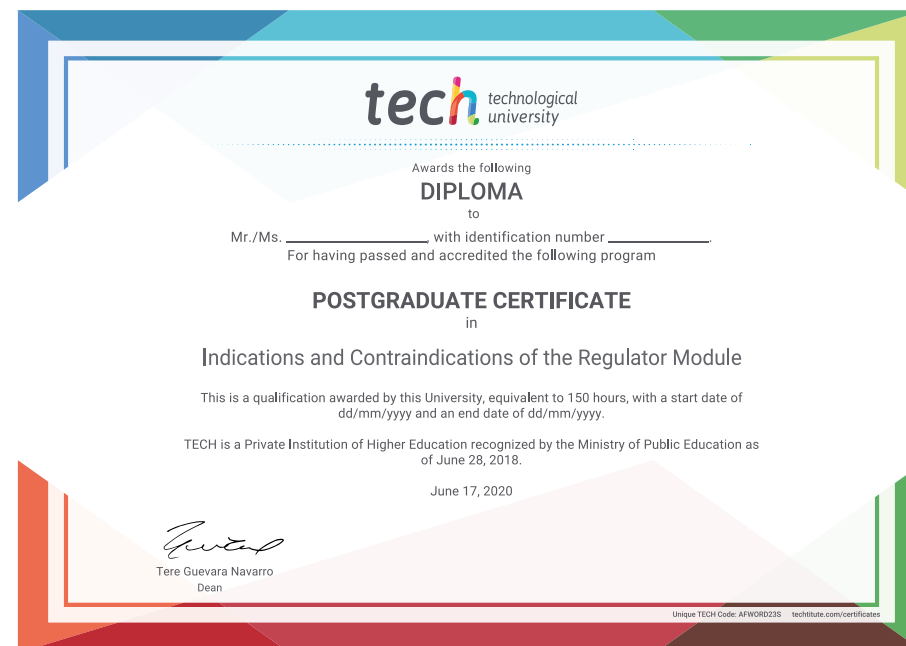 tech technological
university
Awards the following
DIPLOMA
to
Mr./Ms. ____________, with identification number ____________.
For having passed and accredited the following program
POSTGRADUATE CERTIFICATE
in
Indications and Contraindications of the Regulator Module
This is a qualification awarded by this University, equivalent to 150 hours, with a start date of
dd/mm/yyyy and an end date of dd/mm/yyyy.
TECH is a Private Institution of Higher Education recognized by the Ministry of Public Education as
of June 28, 2018.
June 17, 2020
Tere Guevara Navarro
Dean
Unique TECH Code: AFWORD23S techtitute.com/certificates